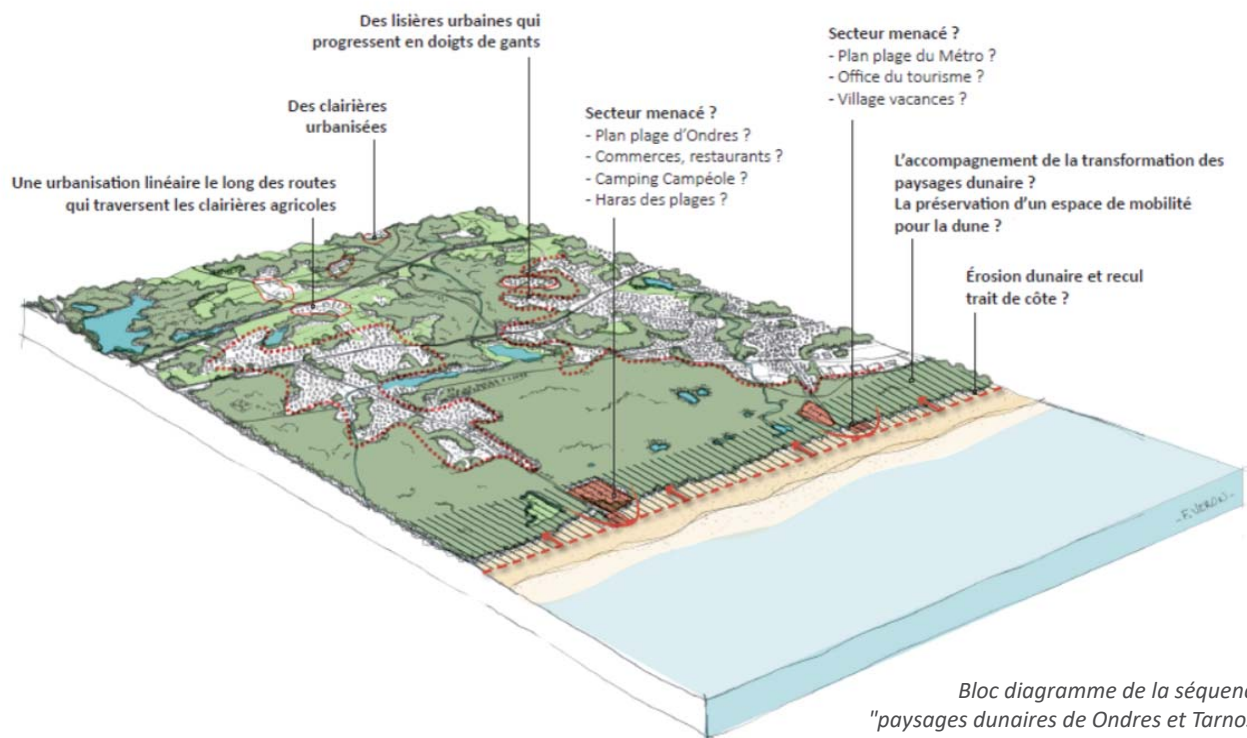 Des lisières urbaines qui
progressent en doigts de gants
Secteur menacé ?
- Plan plage du Métro ?
- Office du tourisme ?
- Village vacances ?
Des clairières
urbanisées
Secteur menacé ?
- Plan plage d'Ondres ?
- Commerces, restaurants ?
- Camping Campéole ?
- Haras des plages ?
L'accompagnement de la transformation des
paysages dunaire ?
La préservation d'un espace de mobilité
pour la dune ?
Une urbanisation linéaire le long des routes
qui traversent les clairières agricoles
Érosion dunaire et recul
trait de côte ?
- F. VERON -
Bloc diagramme de la séquen
"paysages dunaires de Ondres et Tarno